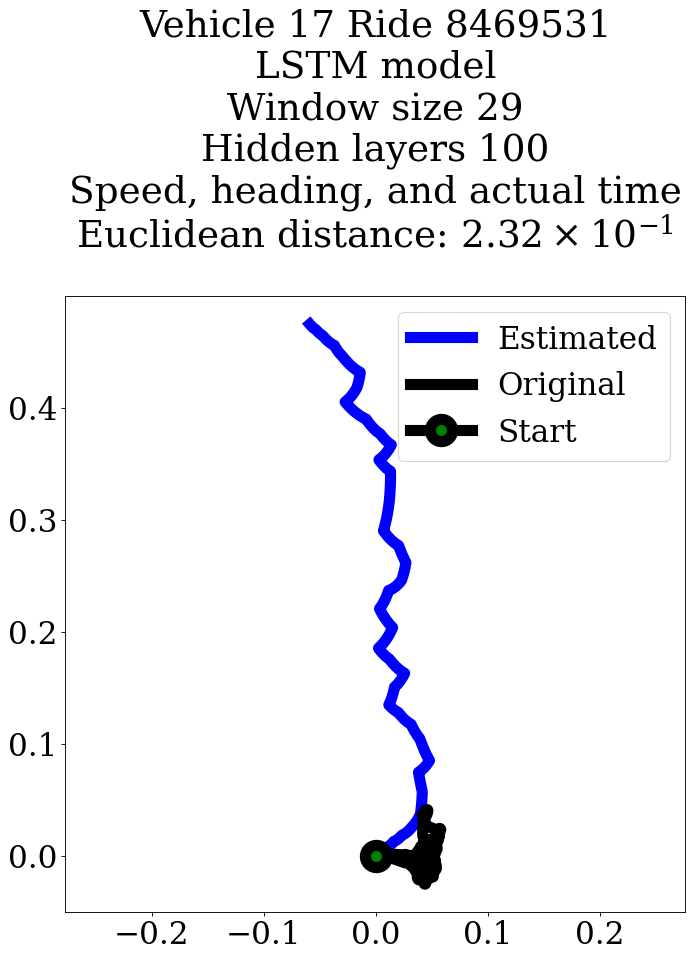 Vehicle 17 Ride 8469531
LSTM model
Window size 29
Hidden layers 100
Speed, heading, and actual time
Euclidean distance: 2.32 × 10⁻¹
Estimated
Original
Start
0.4
0.3
0.2
0.1
0.0
−0.2 −0.1 0.0 0.1 0.2